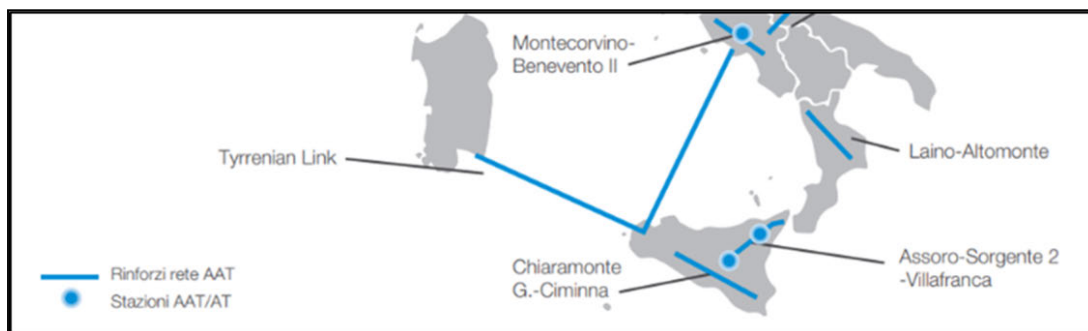 Montecorvino-
Benevento II
Tyrrenian Link
Laino-Altomonte
Rinforzi rete AAT
Stazioni AAT/AT
Chiaramonte
G.-Ciminna
Assoro-Sorgente 2
-Villafranca